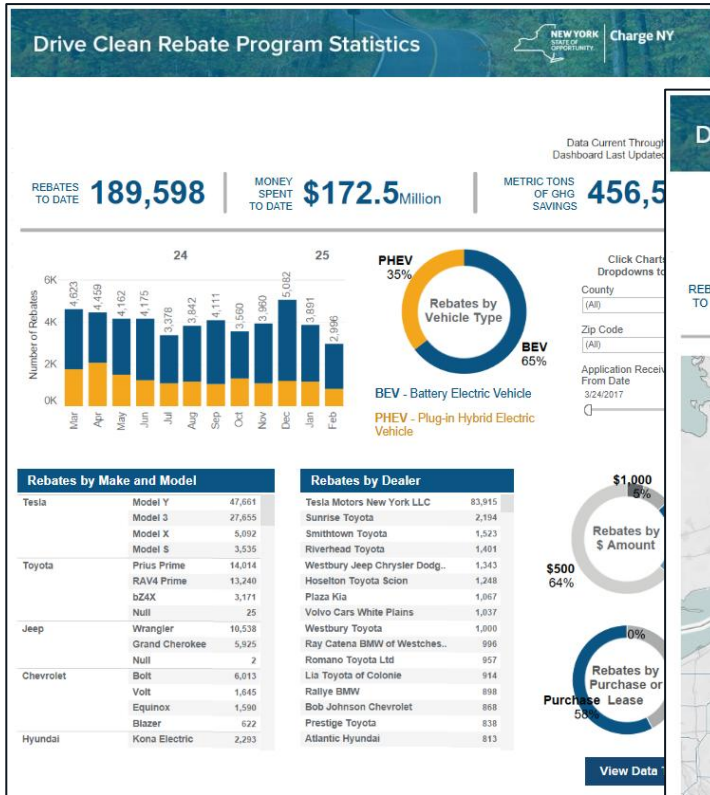 Drive Clean Rebate Program Statistics
NEW YORK
STATE OF
OPPORTUNITY
Charge NY
D
Data Current Through
Dashboard Last Updated
REBATES
TO DATE
189,598
MONEY
SPENT
TO DATE
$172.5Million
METRIC TONS
OF GHG
SAVINGS
456,5
REB
TO
24
25
Number of Rebates
6K
4K
2K
0K
4,623
4,459
4,162
4,175
3,378
3,842
4,111
3,560
3,960
5,082
3,891
2,996
Mar
Apr
May
Jun
Jul
Aug
Sep
Oct
Nov
Dec
Jan
Feb
PHEV
35%
Rebates by
Vehicle Type
BEV
65%
BEV - Battery Electric Vehicle
PHEV - Plug-in Hybrid Electric
Vehicle
Click Charts
Dropdowns to
County
(All)
Zip Code
(All)
Application Receiv
From Date
3/24/2017
Rebates by Make and Model
Tesla Model Y 47,661
Model 3 27,655
Model X 5,092
Model S 3,535
Toyota Prius Prime 14,014
RAV4 Prime 13,240
bZ4X 3,171
Null 25
Jeep Wrangler 10,538
Grand Cherokee 5,925
Null 2
Chevrolet Bolt 6,013
Volt 1,645
Equinox 1,590
Blazer 622
Hyundai Kona Electric 2,293
Rebates by Dealer
Tesla Motors New York LLC 83,915
Sunrise Toyota 2,194
Smithtown Toyota 1,523
Riverhead Toyota 1,401
Westbury Jeep Chrysler Dodg.. 1,343
Hoselton Toyota Scion 1,248
Plaza Kia 1,067
Volvo Cars White Plains 1,037
Westbury Toyota 1,000
Ray Catena BMW of Westches.. 996
Romano Toyota Ltd 957
Lia Toyota of Colonie 914
Rallye BMW 898
Bob Johnson Chevrolet 868
Prestige Toyota 838
Atlantic Hyundai 813
$1,000
5%
Rebates by
$ Amount
$500
64%
0%
Rebates by
Purchase or
Lease
Purchase
58%
View Data T